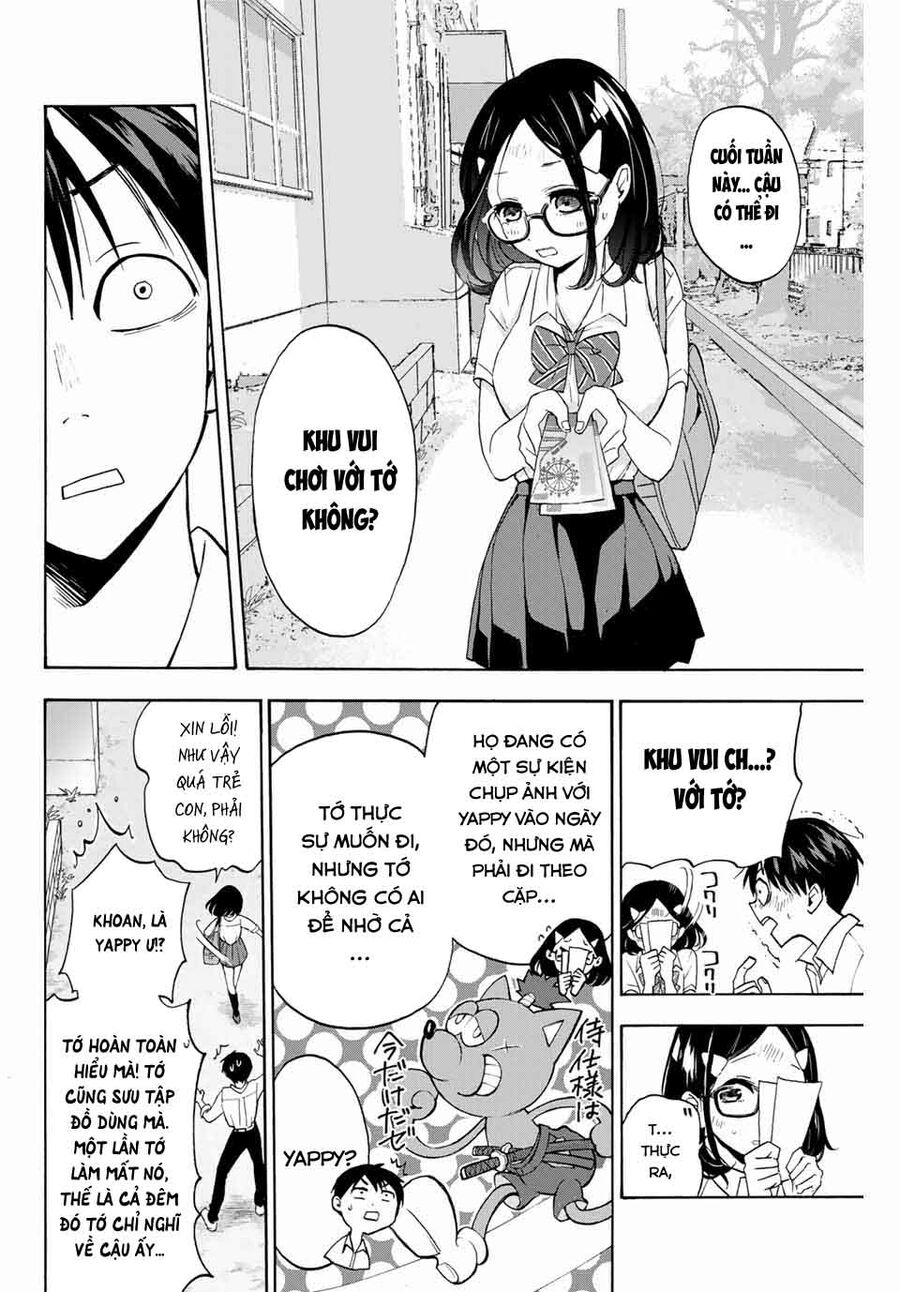 CUỐI TUẦN
NÀY... CẬU
CÓ THỂ ĐI
...
KHU VUI
CHƠI VỚI TỚ
KHÔNG?
KHU VUI CH...?
VỚI TỚ?
T...
THỰC
RA,
HỌ ĐANG CÓ
MỘT SỰ KIỆN
CHỤP ẢNH VỚI
YAPPY VÀO NGÀY
ĐÓ, NHƯNG MÀ
PHẢI ĐI THEO
CẶP...
TỚ THỰC
SỰ MUỐN ĐI,
NHƯNG TỚ
KHÔNG CÓ AI
ĐỂ NHỜ CẢ
...
侍仕様は
今だけだゼ
YAPPY?
XIN LỖI!
NHƯ VẬY
QUÁ TRẺ
CON, PHẢI
KHÔNG?
KHOAN, LÀ
YAPPY Ư!?
TỚ HOÀN TOÀN
HIỂU MÀ! TỚ
CŨNG SƯU TẬP
ĐỒ DÙNG MÀ.
MỘT LẦN TỚ
LÀM MẤT NÓ,
THẾ LÀ CẢ ĐÊM
ĐÓ TỚ CHỈ NGHĨ
VỀ CẬU ẤY...